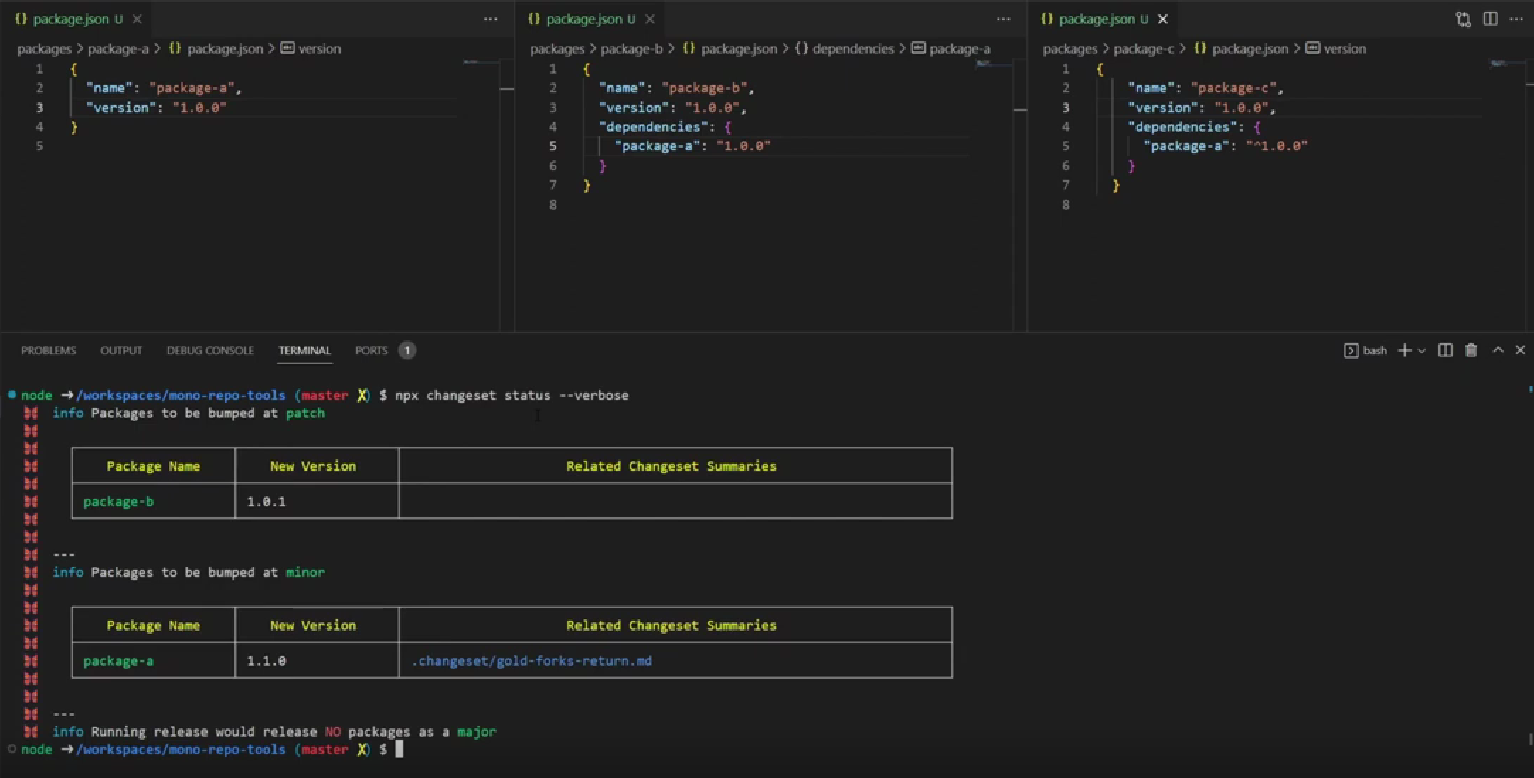 {} package.json U ×
packages > package-a > {} package.json > version
1 {
2 "name": "package-a",
3 "version": "1.0.0"
4 }
5
{} package.json U ×
packages > package-b > {} package.json > {} dependencies > package-a
1 {
2 "name": "package-b",
3 "version": "1.0.0",
4 "dependencies": {
5 "package-a": "1.0.0"
6 }
7 }
8
{} package.json U ×
packages > package-c > {} package.json > version
1 {
2 "name": "package-c",
3 "version": "1.0.0",
4 "dependencies": {
5 "package-a": "^1.0.0"
6 }
7 }
8
PROBLEMS OUTPUT DEBUG CONSOLE TERMINAL PORTS 1 bash
node → /workspaces/mono-repo-tools (master X) $ npx changeset status --verbose
info Packages to be bumped at patch
Package Name New Version Related Changeset Summaries
package-b 1.0.1
---
info Packages to be bumped at minor
Package Name New Version Related Changeset Summaries
package-a 1.1.0 .changeset/gold-forks-return.md
---
info Running release would release NO packages as a major
node → /workspaces/mono-repo-tools (master X) $